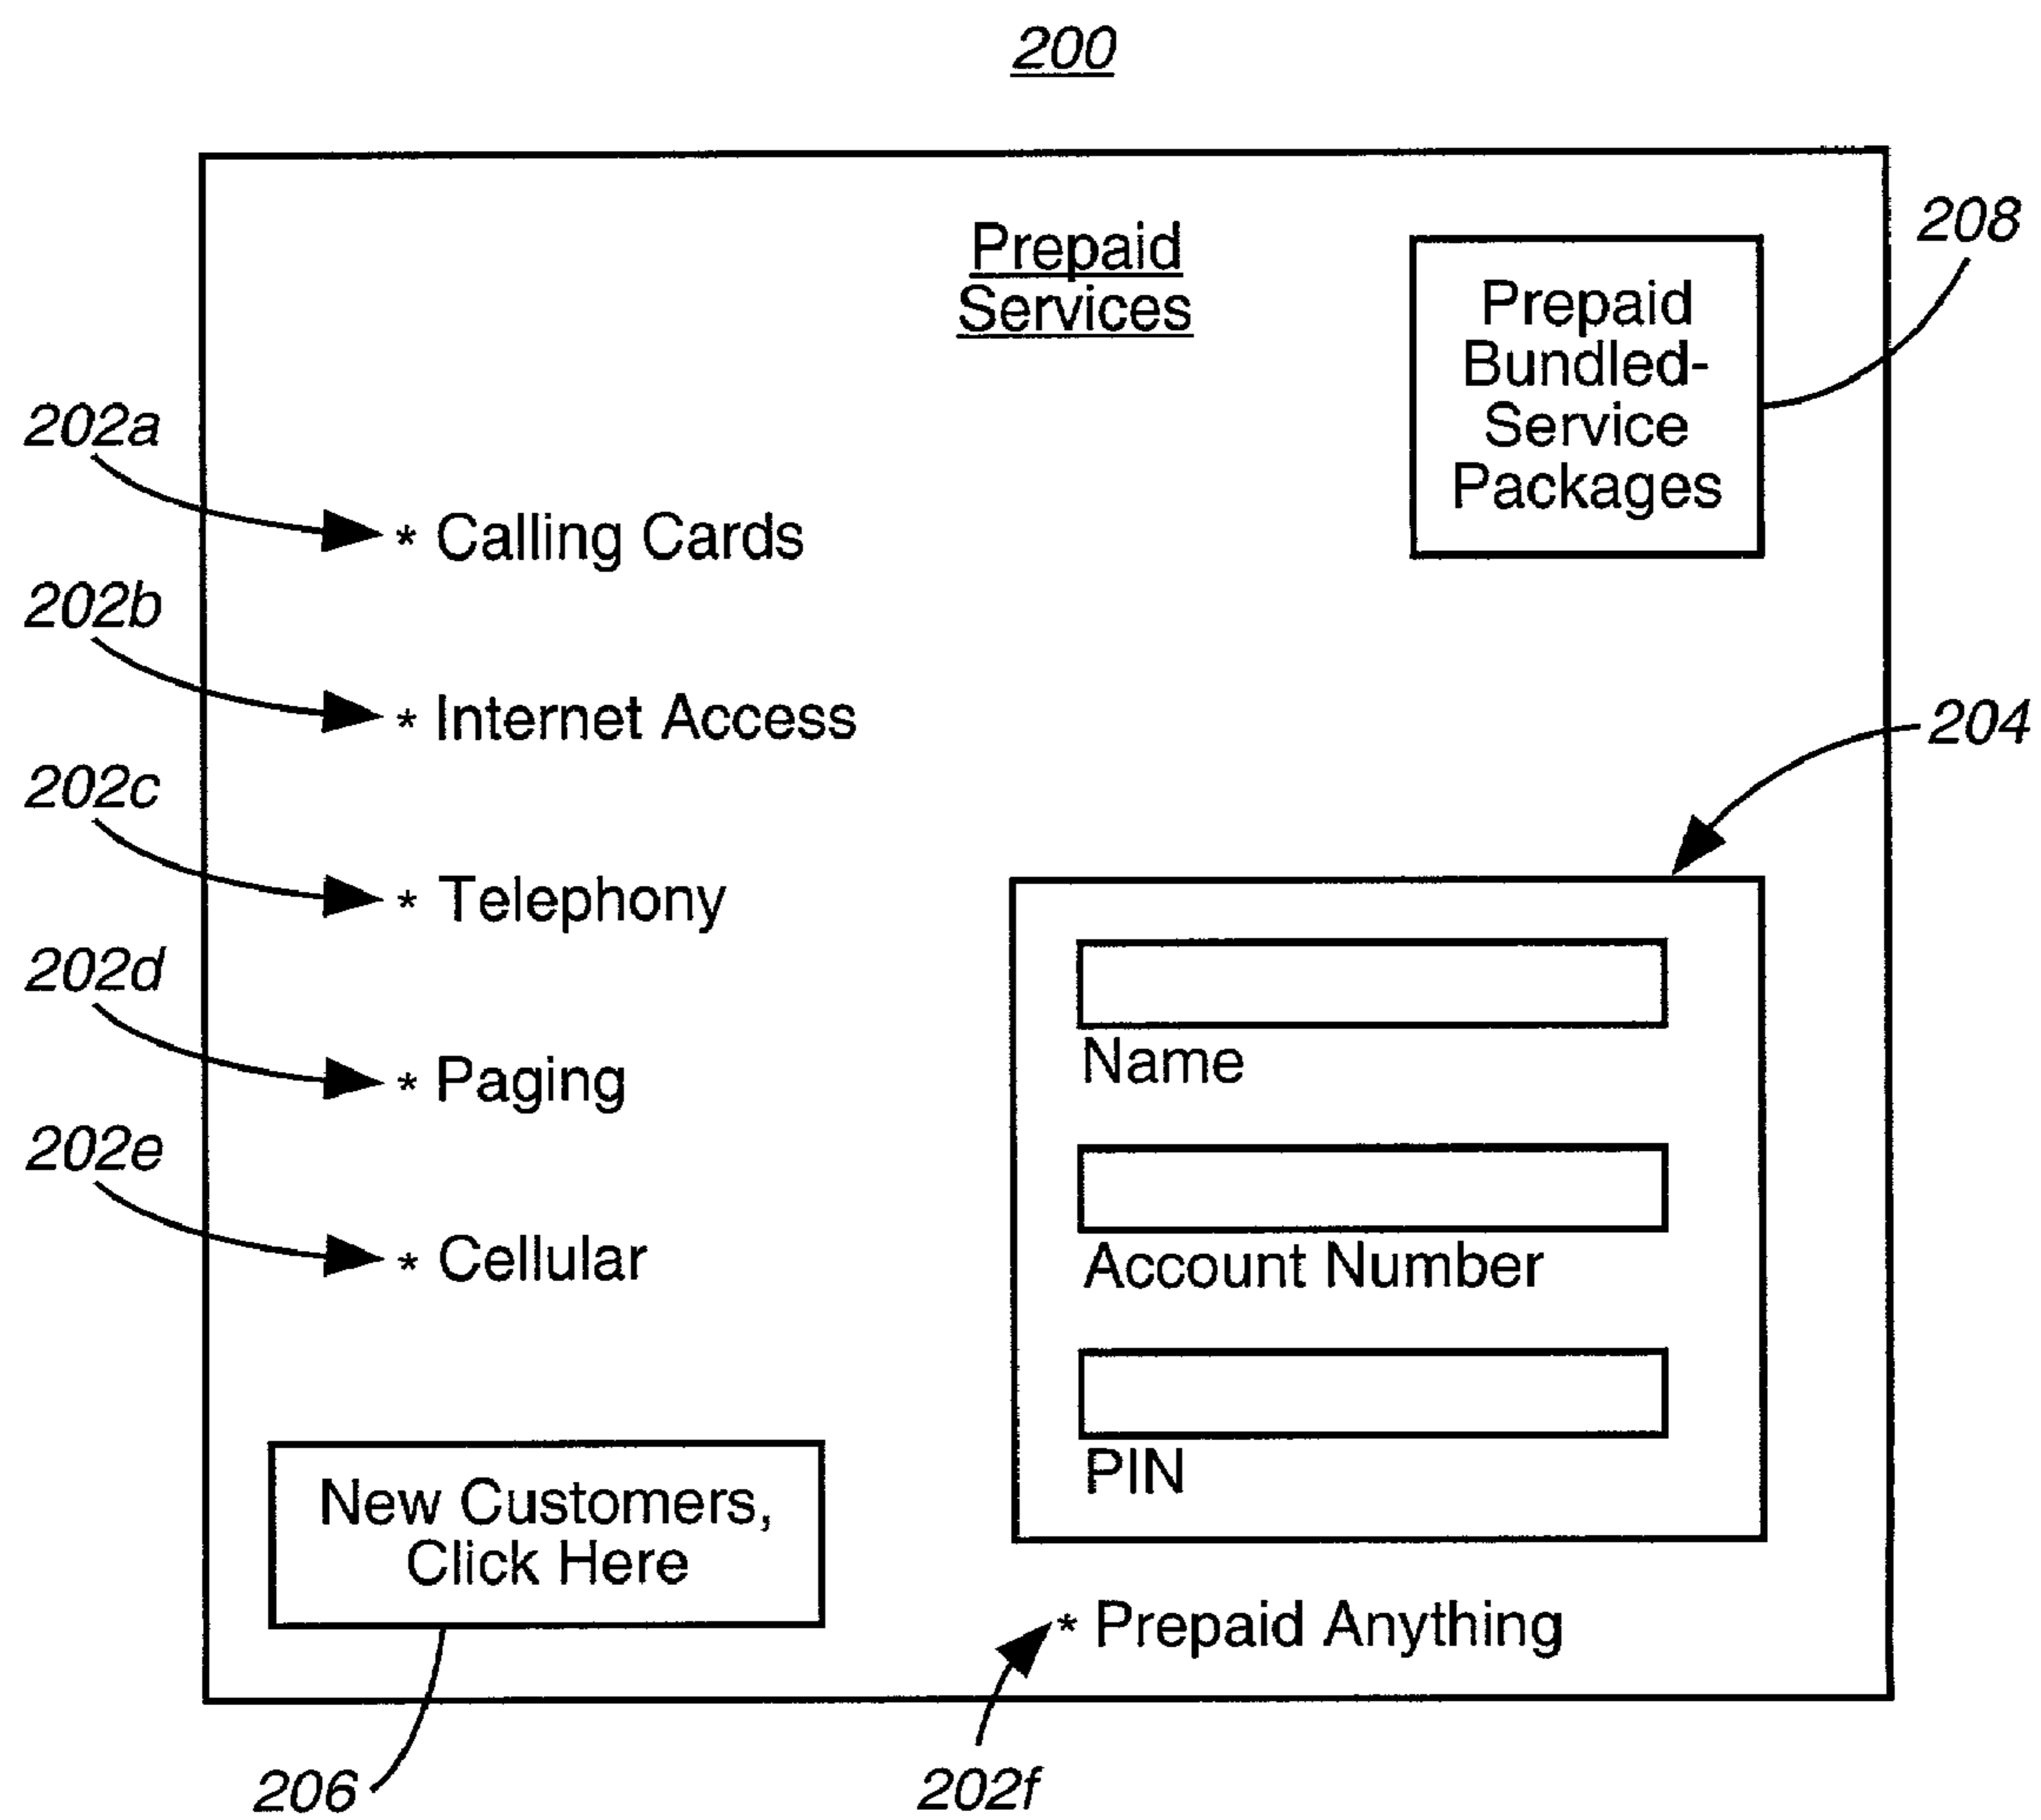 200
Prepaid
Services
208
Prepaid
Bundled-
Service
Packages
202a
* Calling Cards
202b
* Internet Access
204
202c
* Telephony
202d
* Paging
202e
* Cellular
Name
Account Number
PIN
New Customers,
Click Here
* Prepaid Anything
206
202f